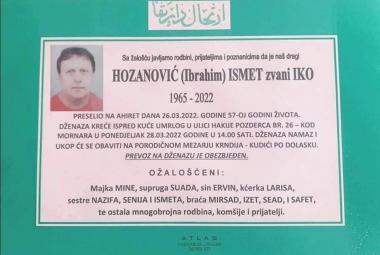 Sa žalošću javljamo rodbini, prijateljima i poznanicima da je naš dragi
HOZANOVIĆ (Ibrahim) ISMET zvani IKO
1965 - 2022
PRESELIO NA AHIRET DANA 26.03.2022. GODINE 57-OJ GODINI ŽIVOTA.
DŽENAZA KREĆE ISPRED KUĆE UMRLOG U ULICI HAKIJE POZDERCA BR. 26 – KOD
MORNARA U PONEDJELJAK 28.03.2022 GODINE U 14.00 SATI. DŽENAZA NAMAZ I
UKOP ĆE SE OBAVITI NA PORODIČNOM MEZARJU KRNDIJA - KUDIĆI PO DOLASKU.
PREVOZ NA DŽENAZU JE OBEZBJEĐEN.
OŽALOŠĆENI:
Majka MINE, supruga SUADA, sin ERVIN, kćerka LARISA,
sestre NAZIFA, SENIJA I ISMETA, braća MIRSAD, IZET, SEAD, I SAFET,
te ostala mnogobrojna rodbina, komšije i prijatelji.
ATLAS